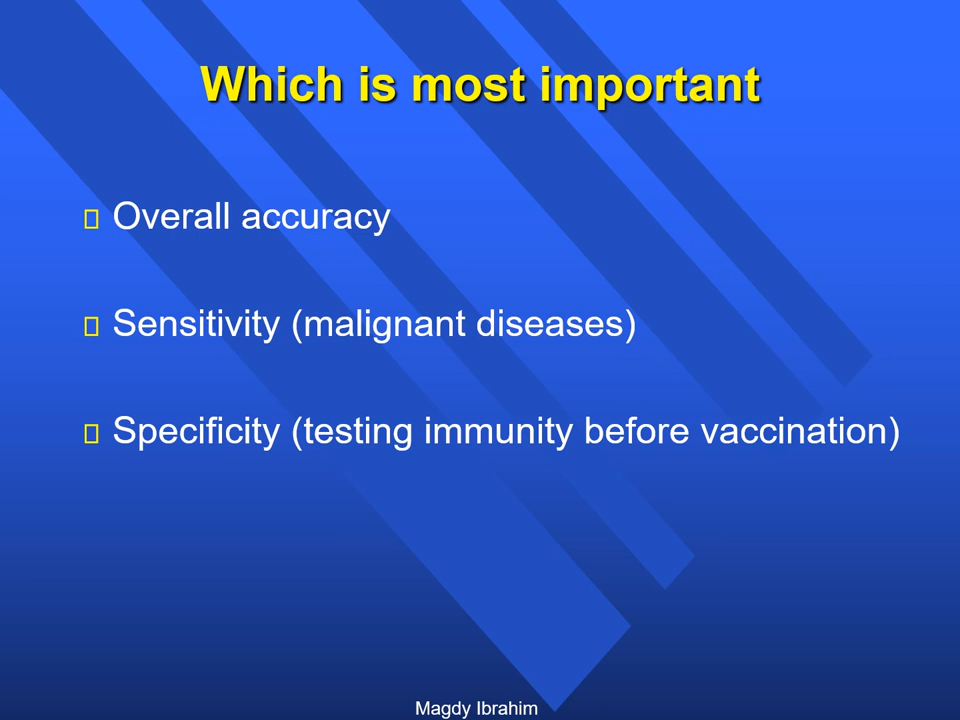 Which is most important
Overall accuracy
Sensitivity (malignant diseases)
Specificity (testing immunity before vaccination)
Magdy Ibrahim